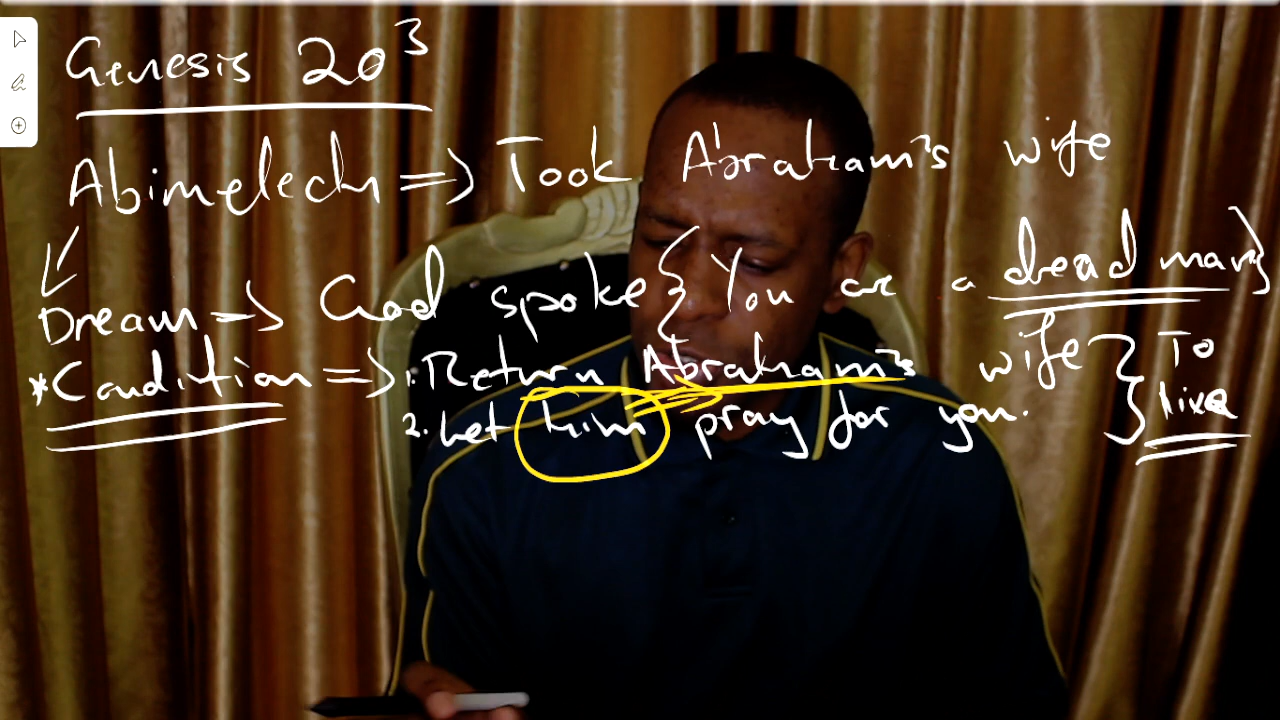 Genesis 20³
Abimelech => Took Abraham's wife
Dream => God spoke { You are a dead man }
*Condition => 1. Return Abraham's wife } To
2. Let him pray for you. } live